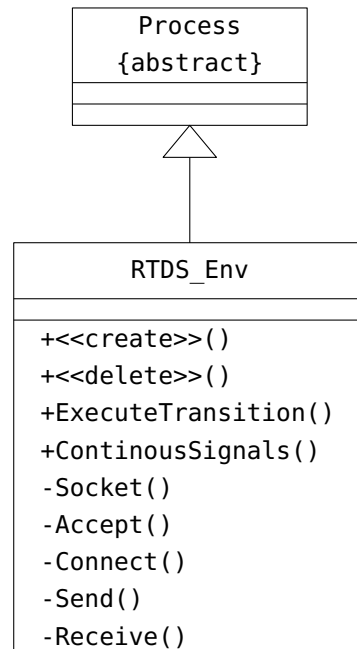 Process
{abstract}
RTDS_Env
+<<create>>()
+<<delete>>()
+ExecuteTransition()
+ContinousSignals()
-Socket()
-Accept()
-Connect()
-Send()
-Receive()